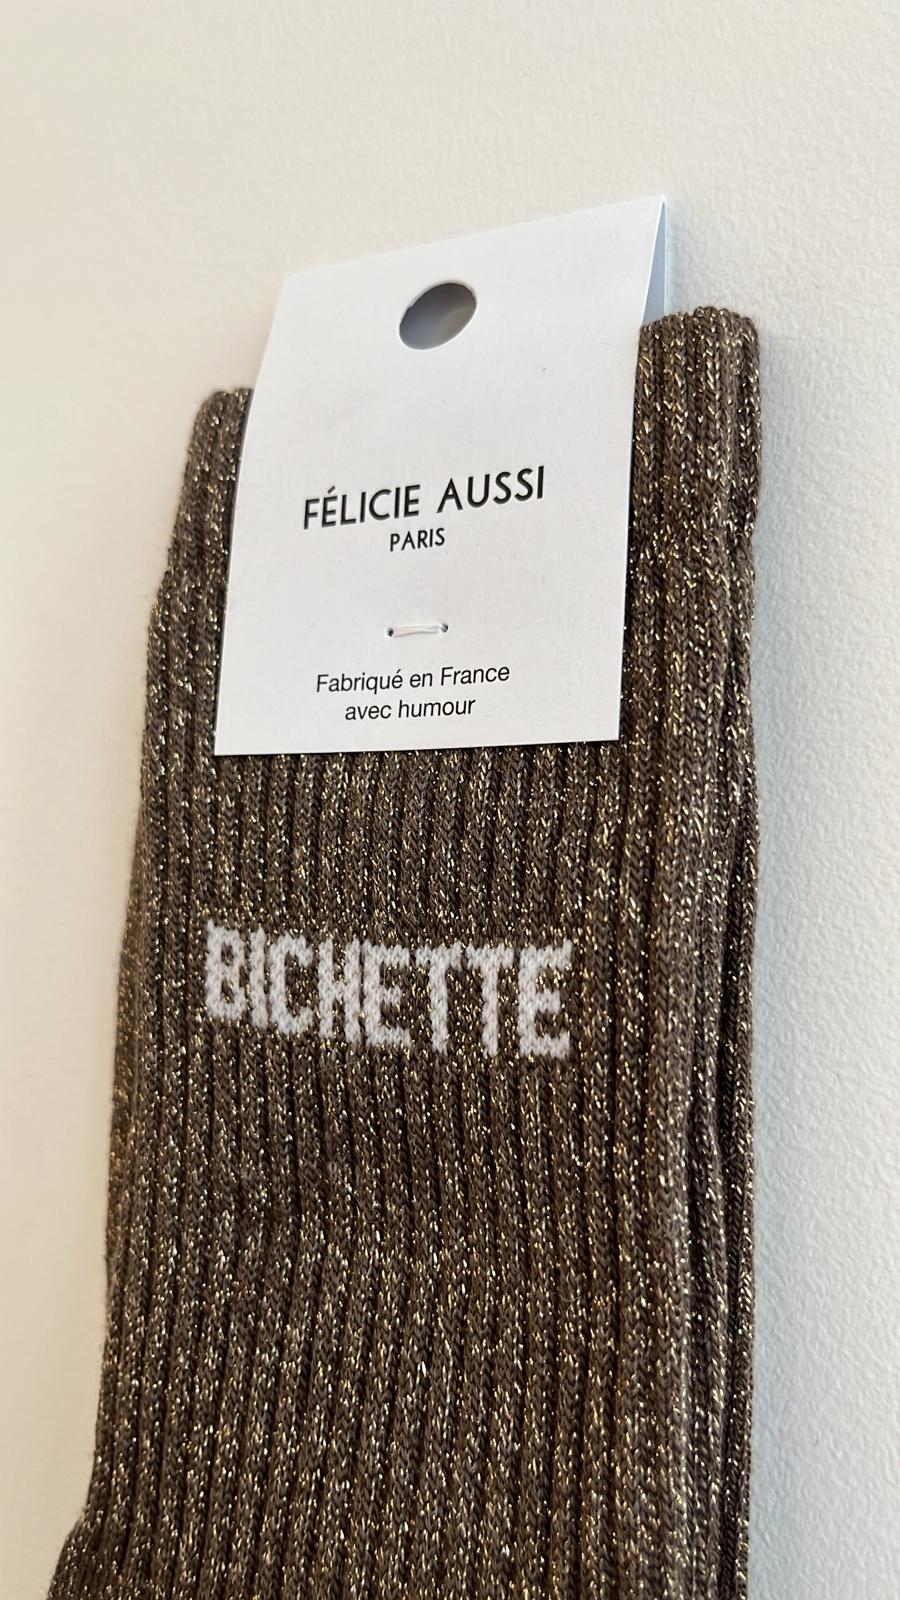 FÉLICIE AUSSI
PARIS
Fabriqué en France
avec humour
BICHETTE